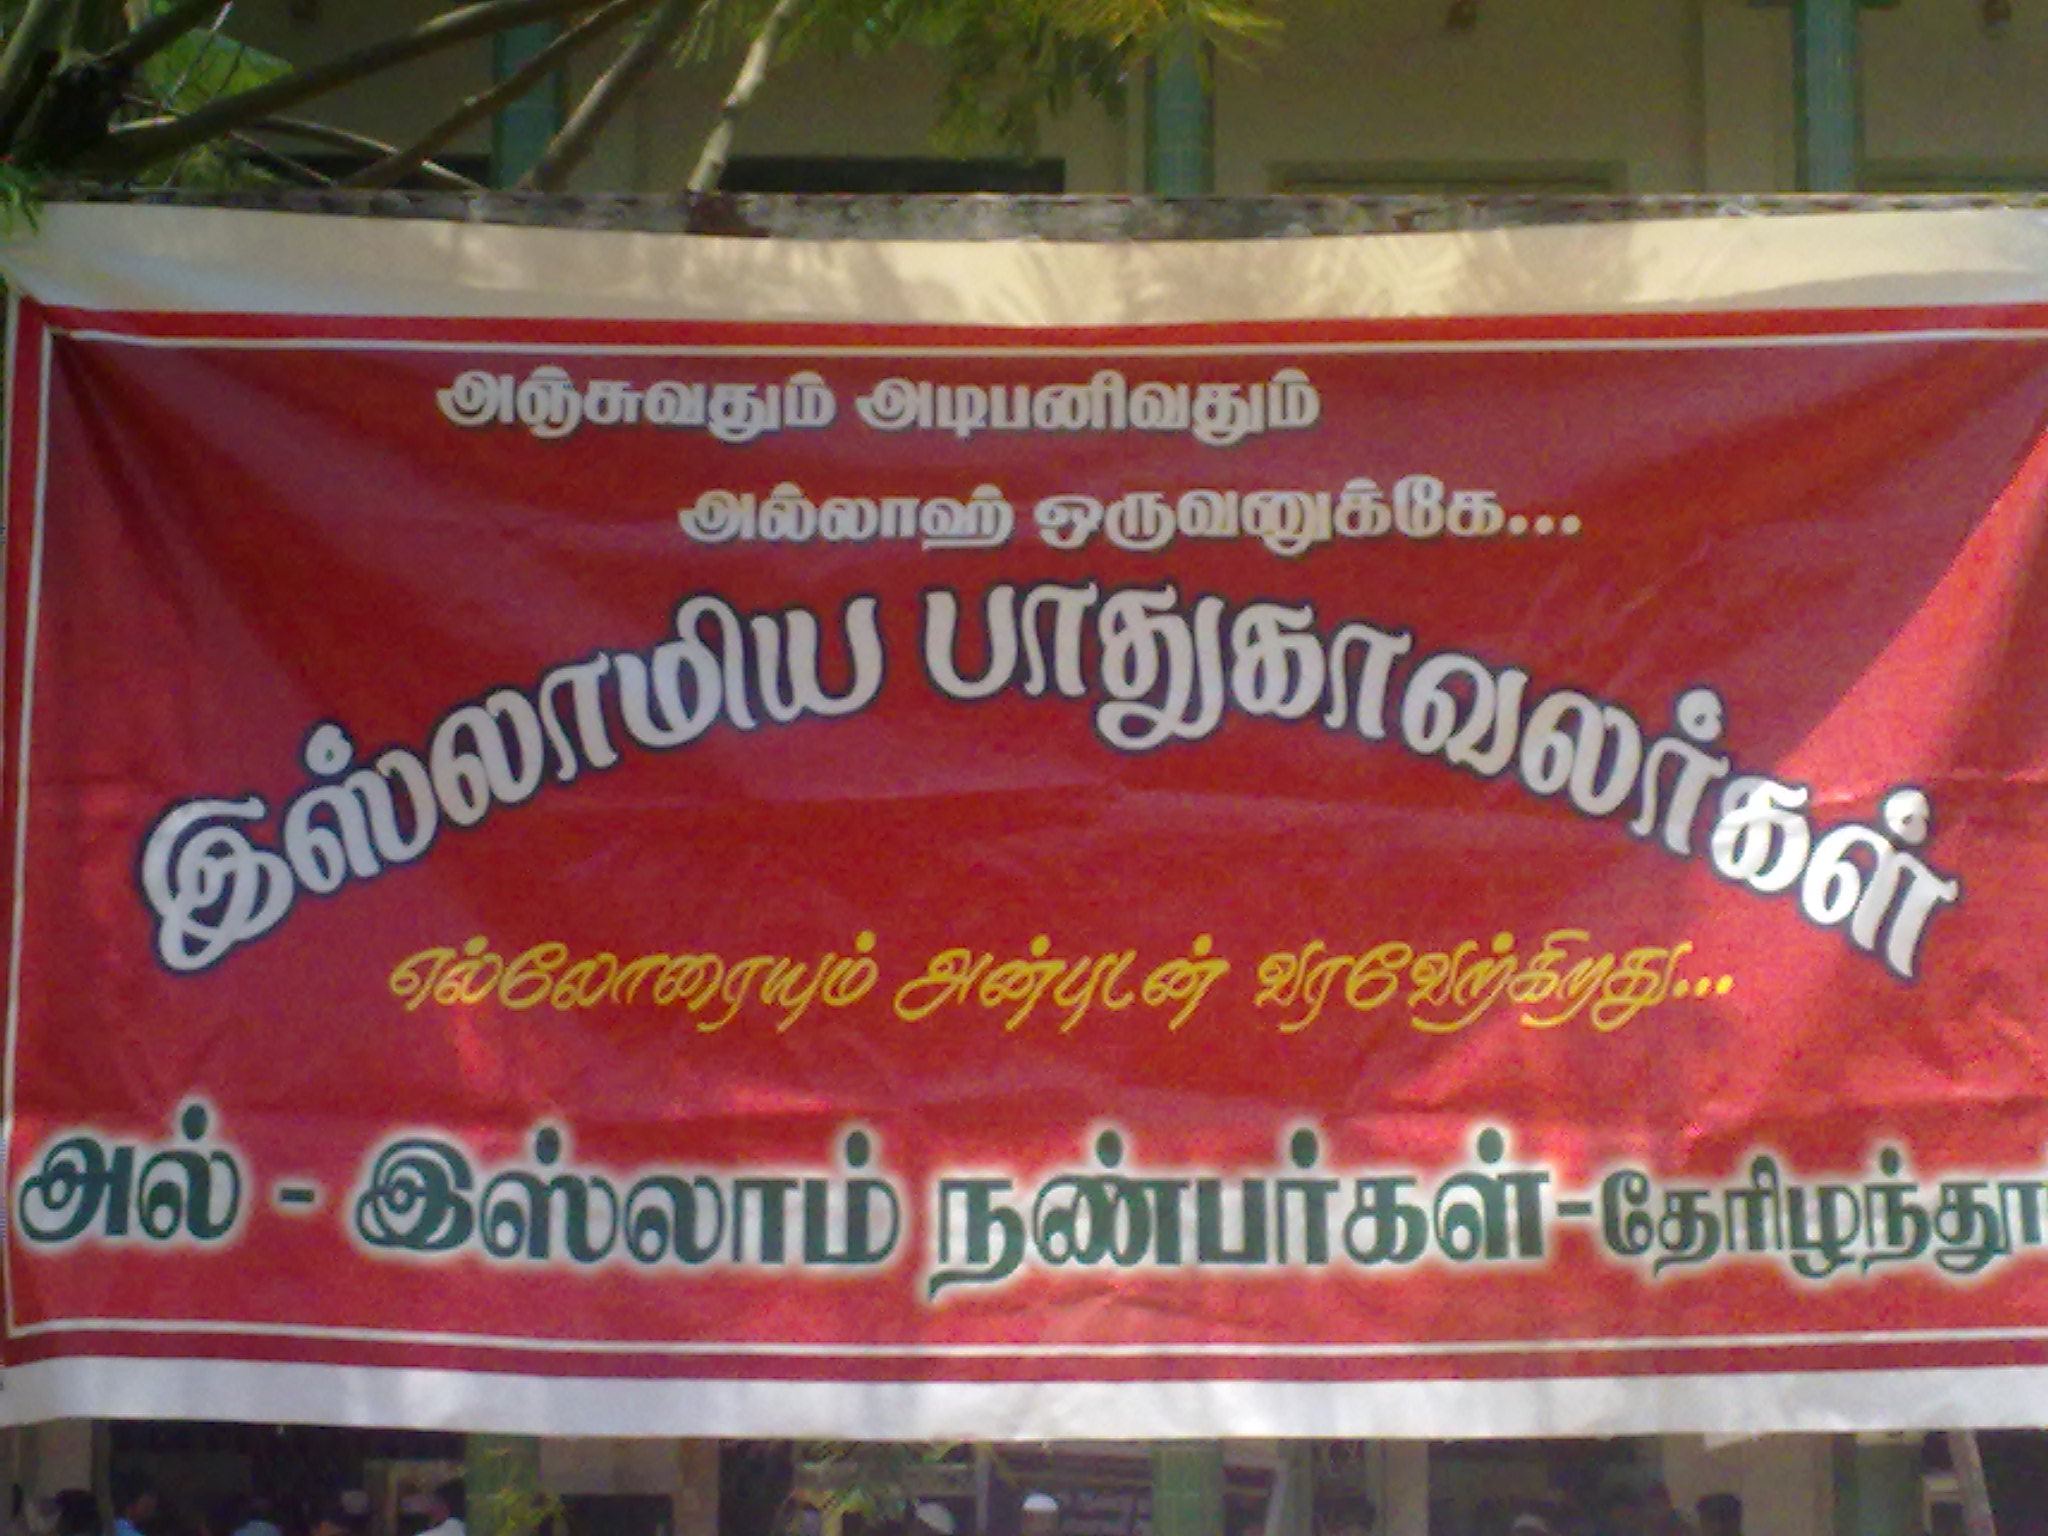 அஞ்சுவதும் அடிபனிவதும்
அல்லாஹ் ஒருவனுக்கே...
இஸ்லாமிய பாதுகாவலர்கள்
எல்லோரையும் அன்புடன் வரவேற்கிறது...
அல் - இஸ்லாம் நண்பர்கள்-தேரிழந்தூ